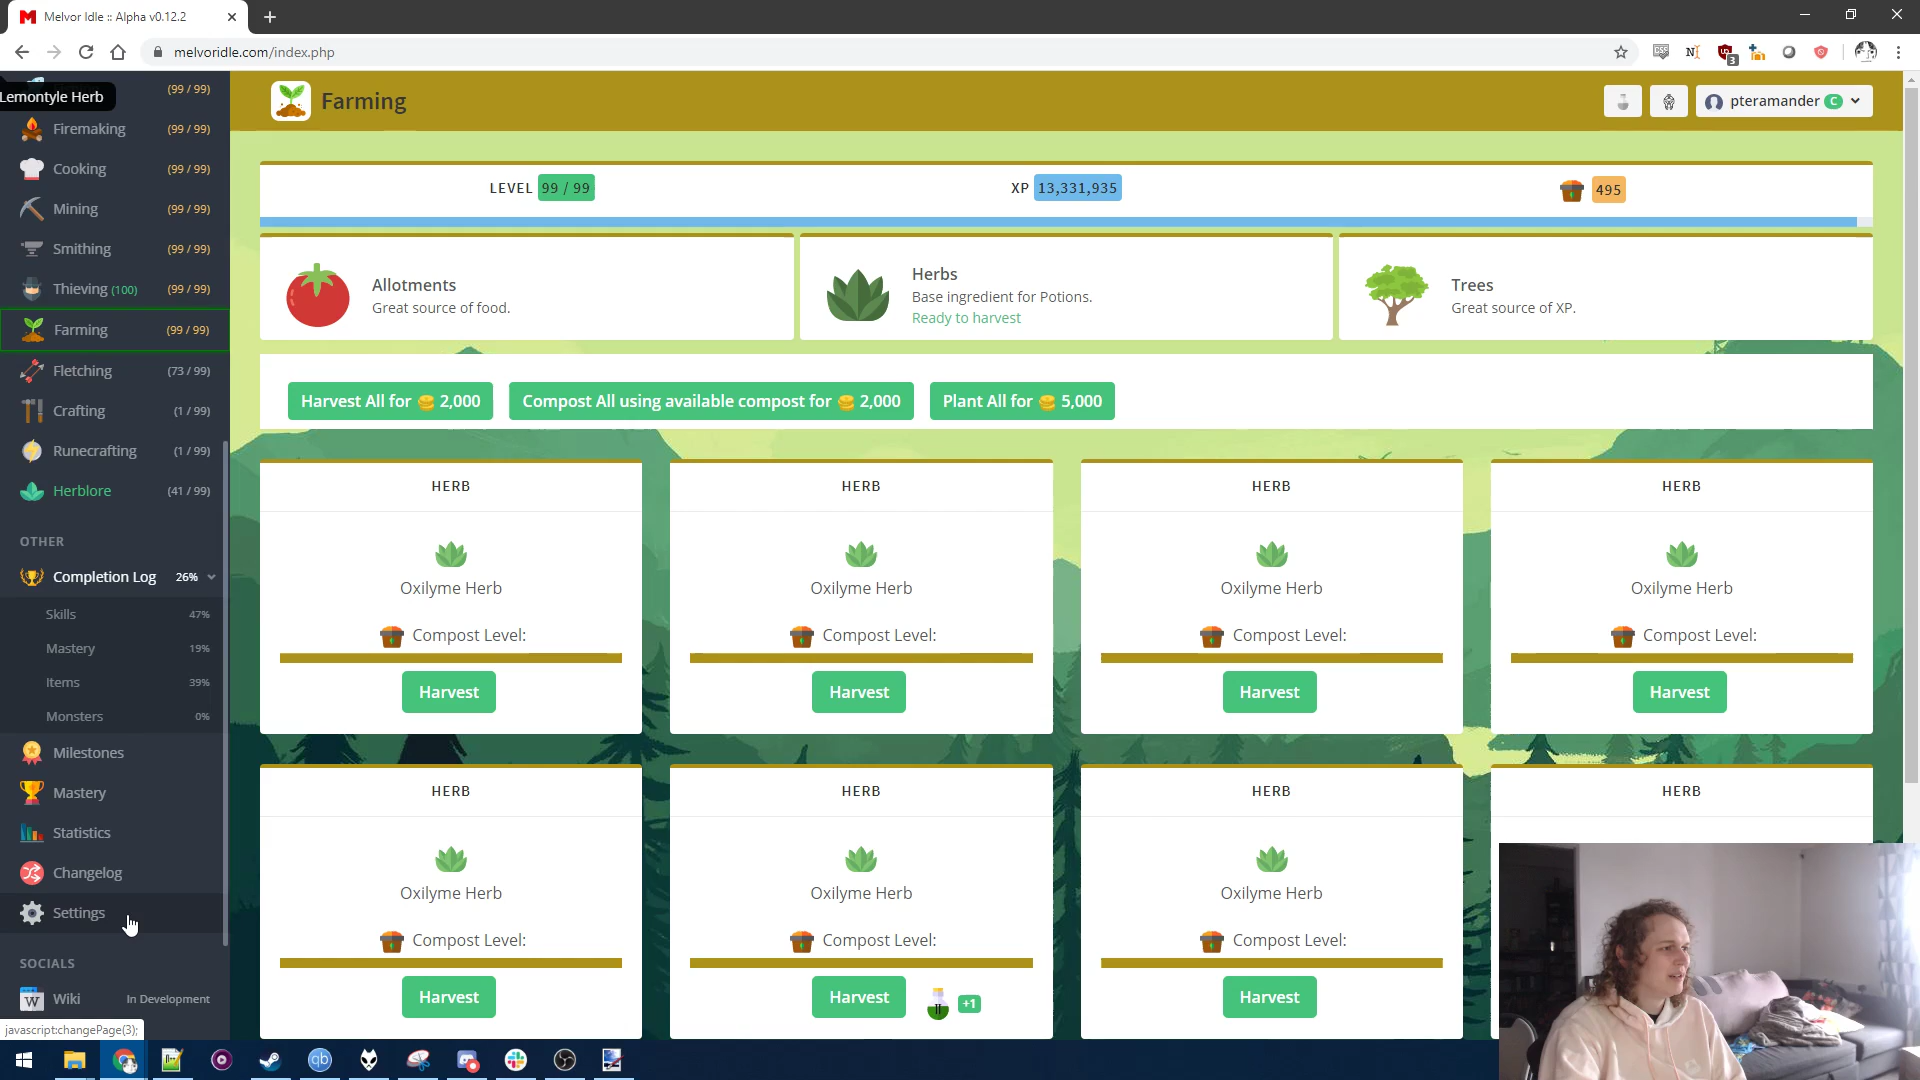 Melvor Idle :: Alpha v0.12.2
melvoridle.com/index.php
3
Lemontyle Herb
(99 / 99)
Firemaking (99 / 99)
Cooking (99 / 99)
Mining (99 / 99)
Smithing (99 / 99)
Thieving (100) (99 / 99)
Farming (99 / 99)
Fletching (73 / 99)
Crafting (1 / 99)
Runecrafting (1 / 99)
Herblore (41 / 99)
OTHER
Completion Log 26%
Skills 47%
Mastery 19%
Items 39%
Monsters 0%
Milestones
Mastery
Statistics
Changelog
Settings
SOCIALS
Wiki In Development
javascript:changePage(3);
Farming
pteramander C
LEVEL 99 / 99
XP 13,331,935
495
Allotments
Great source of food.
Herbs
Base ingredient for Potions.
Ready to harvest
Trees
Great source of XP.
Harvest All for 2,000
Compost All using available compost for 2,000
Plant All for 5,000
HERB
Oxilyme Herb
Compost Level:
Harvest
HERB
Oxilyme Herb
Compost Level:
Harvest
HERB
Oxilyme Herb
Compost Level:
Harvest
HERB
Oxilyme Herb
Compost Level:
Harvest
HERB
Oxilyme Herb
Compost Level:
Harvest
HERB
Oxilyme Herb
Compost Level:
Harvest
+1
HERB
Oxilyme Herb
Compost Level:
Harvest
HERB